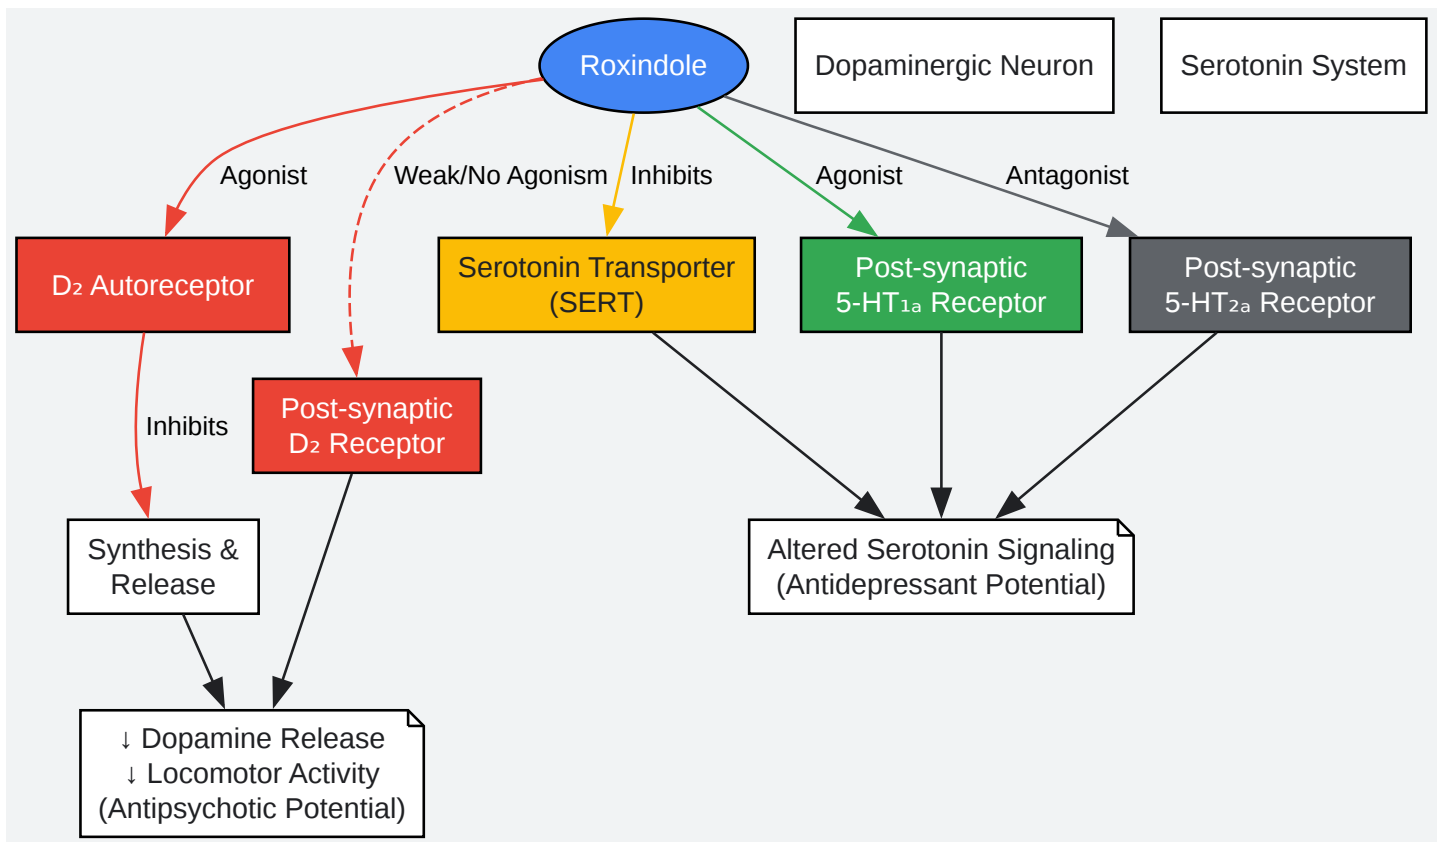 Roxindole
Dopaminergic Neuron
Serotonin System
Agonist
Weak/No Agonism
Inhibits
Agonist
Antagonist
D₂ Autoreceptor
Serotonin Transporter
(SERT)
Post-synaptic
5-HT₁ₐ Receptor
Post-synaptic
5-HT₂ₐ Receptor
Inhibits
Post-synaptic
D₂ Receptor
Synthesis &
Release
Altered Serotonin Signaling
(Antidepressant Potential)
↓ Dopamine Release
↓ Locomotor Activity
(Antipsychotic Potential)